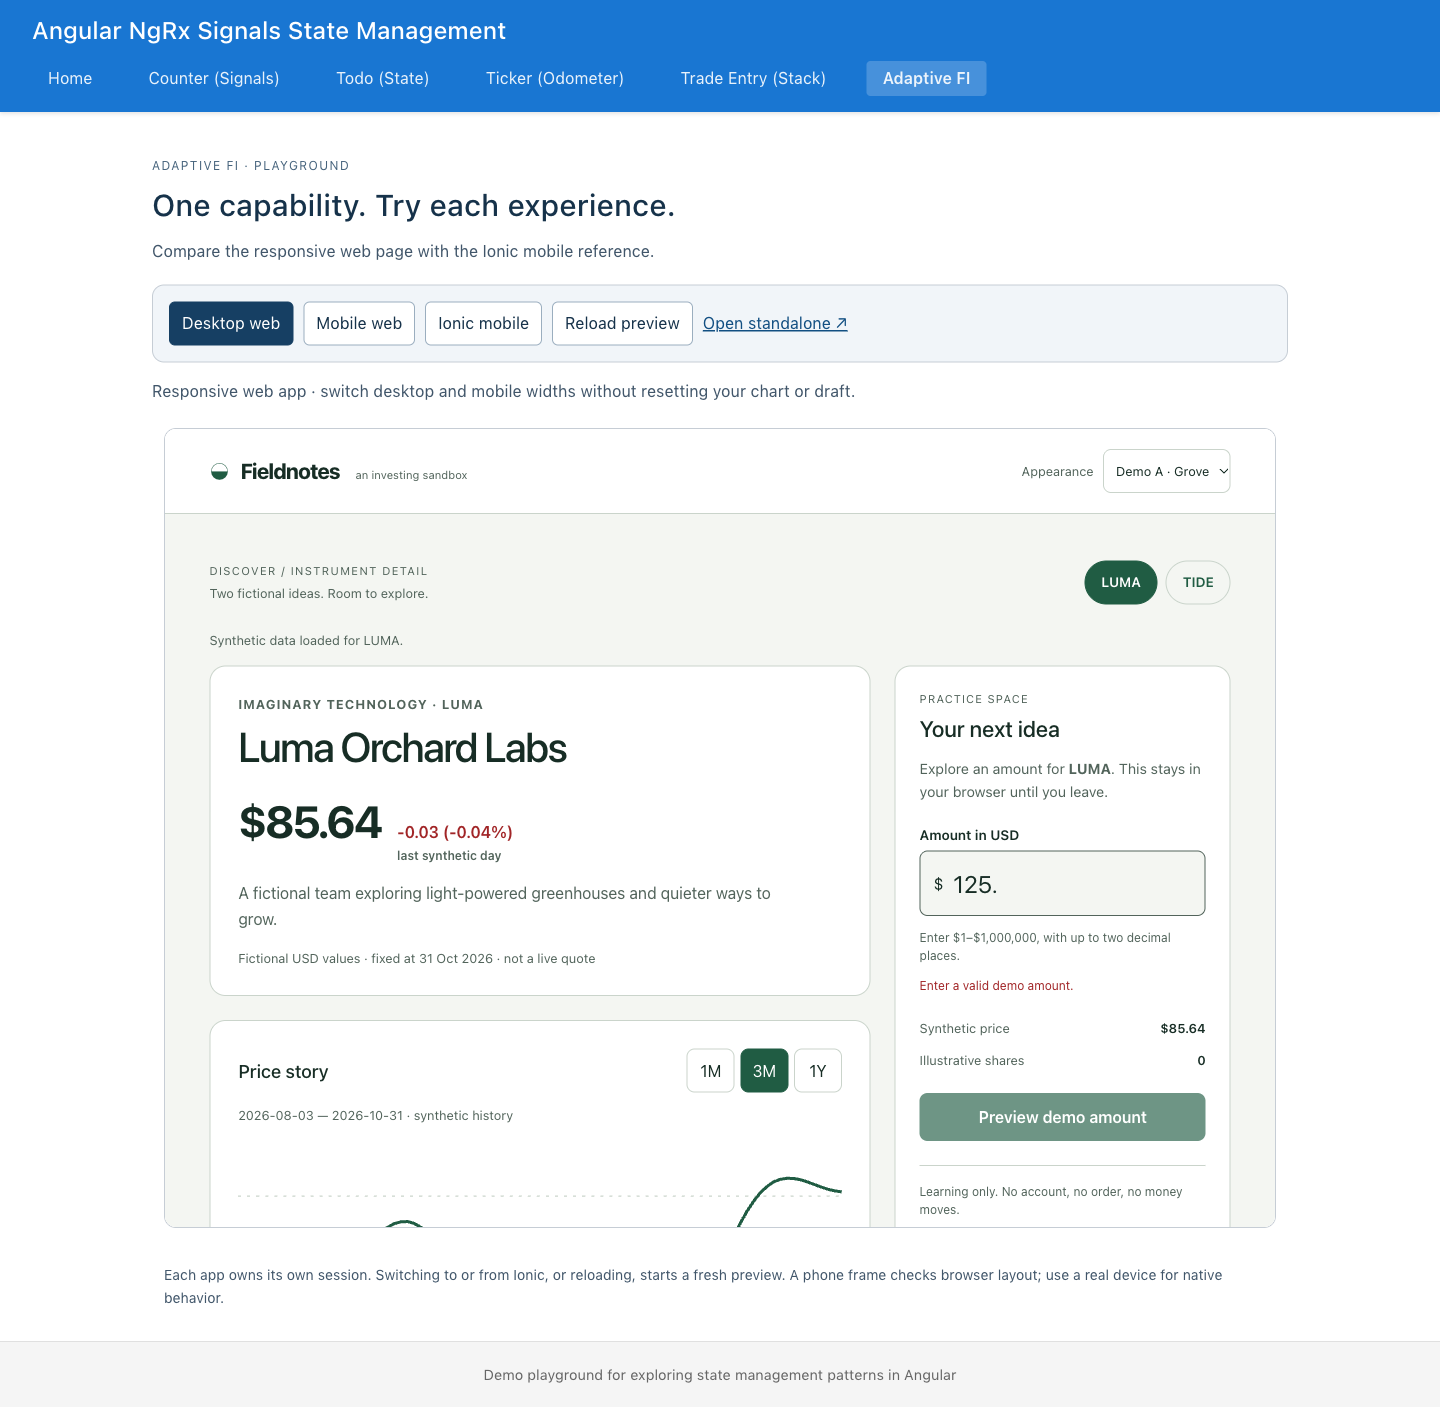 Angular NgRx Signals State Management
Home Counter (Signals) Todo (State) Ticker (Odometer) Trade Entry (Stack) Adaptive FI
ADAPTIVE FI · PLAYGROUND
One capability. Try each experience.
Compare the responsive web page with the Ionic mobile reference.
Desktop web Mobile web Ionic mobile Reload preview Open standalone ↗
Responsive web app · switch desktop and mobile widths without resetting your chart or draft.
Fieldnotes an investing sandbox
Appearance Demo A · Grove
DISCOVER / INSTRUMENT DETAIL
Two fictional ideas. Room to explore.
LUMA TIDE
Synthetic data loaded for LUMA.
IMAGINARY TECHNOLOGY · LUMA
Luma Orchard Labs
$85.64 -0.03 (-0.04%)
last synthetic day
A fictional team exploring light-powered greenhouses and quieter ways to
grow.
Fictional USD values · fixed at 31 Oct 2026 · not a live quote
Price story
1M 3M 1Y
2026-08-03 — 2026-10-31 · synthetic history
PRACTICE SPACE
Your next idea
Explore an amount for LUMA. This stays in
your browser until you leave.
Amount in USD
$ 125.
Enter $1–$1,000,000, with up to two decimal
places.
Enter a valid demo amount.
Synthetic price $85.64
Illustrative shares 0
Preview demo amount
Learning only. No account, no order, no money
moves.
Each app owns its own session. Switching to or from Ionic, or reloading, starts a fresh preview. A phone frame checks browser layout; use a real device for native
behavior.
Demo playground for exploring state management patterns in Angular